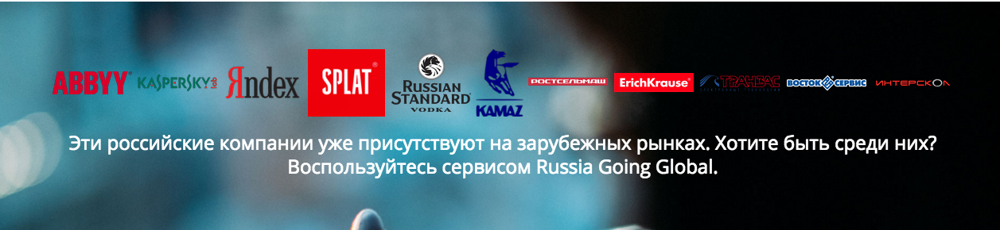 ABBYY KASPERSKY Яndex SPLAT RUSSIAN STANDARD VODKA KAMAZ РОСТСЕЛЬМАШ ErichKrause ТРАНЗАС ВОСТОК СЕРВИС ИНТЕРСКОЛ
Эти российские компании уже присутствуют на зарубежных рынках. Хотите быть среди них?
Воспользуйтесь сервисом Russia Going Global.